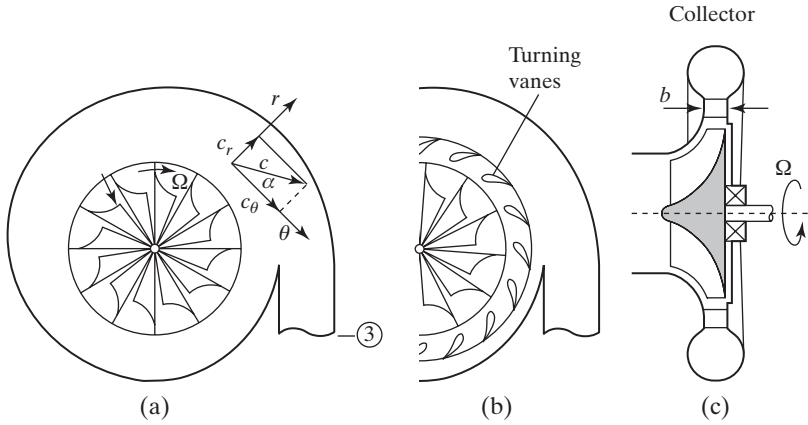 Collector
Turning
vanes
r
c_r
c
α
Ω
c_θ
θ
b
Ω
3
(a)
(b)
(c)